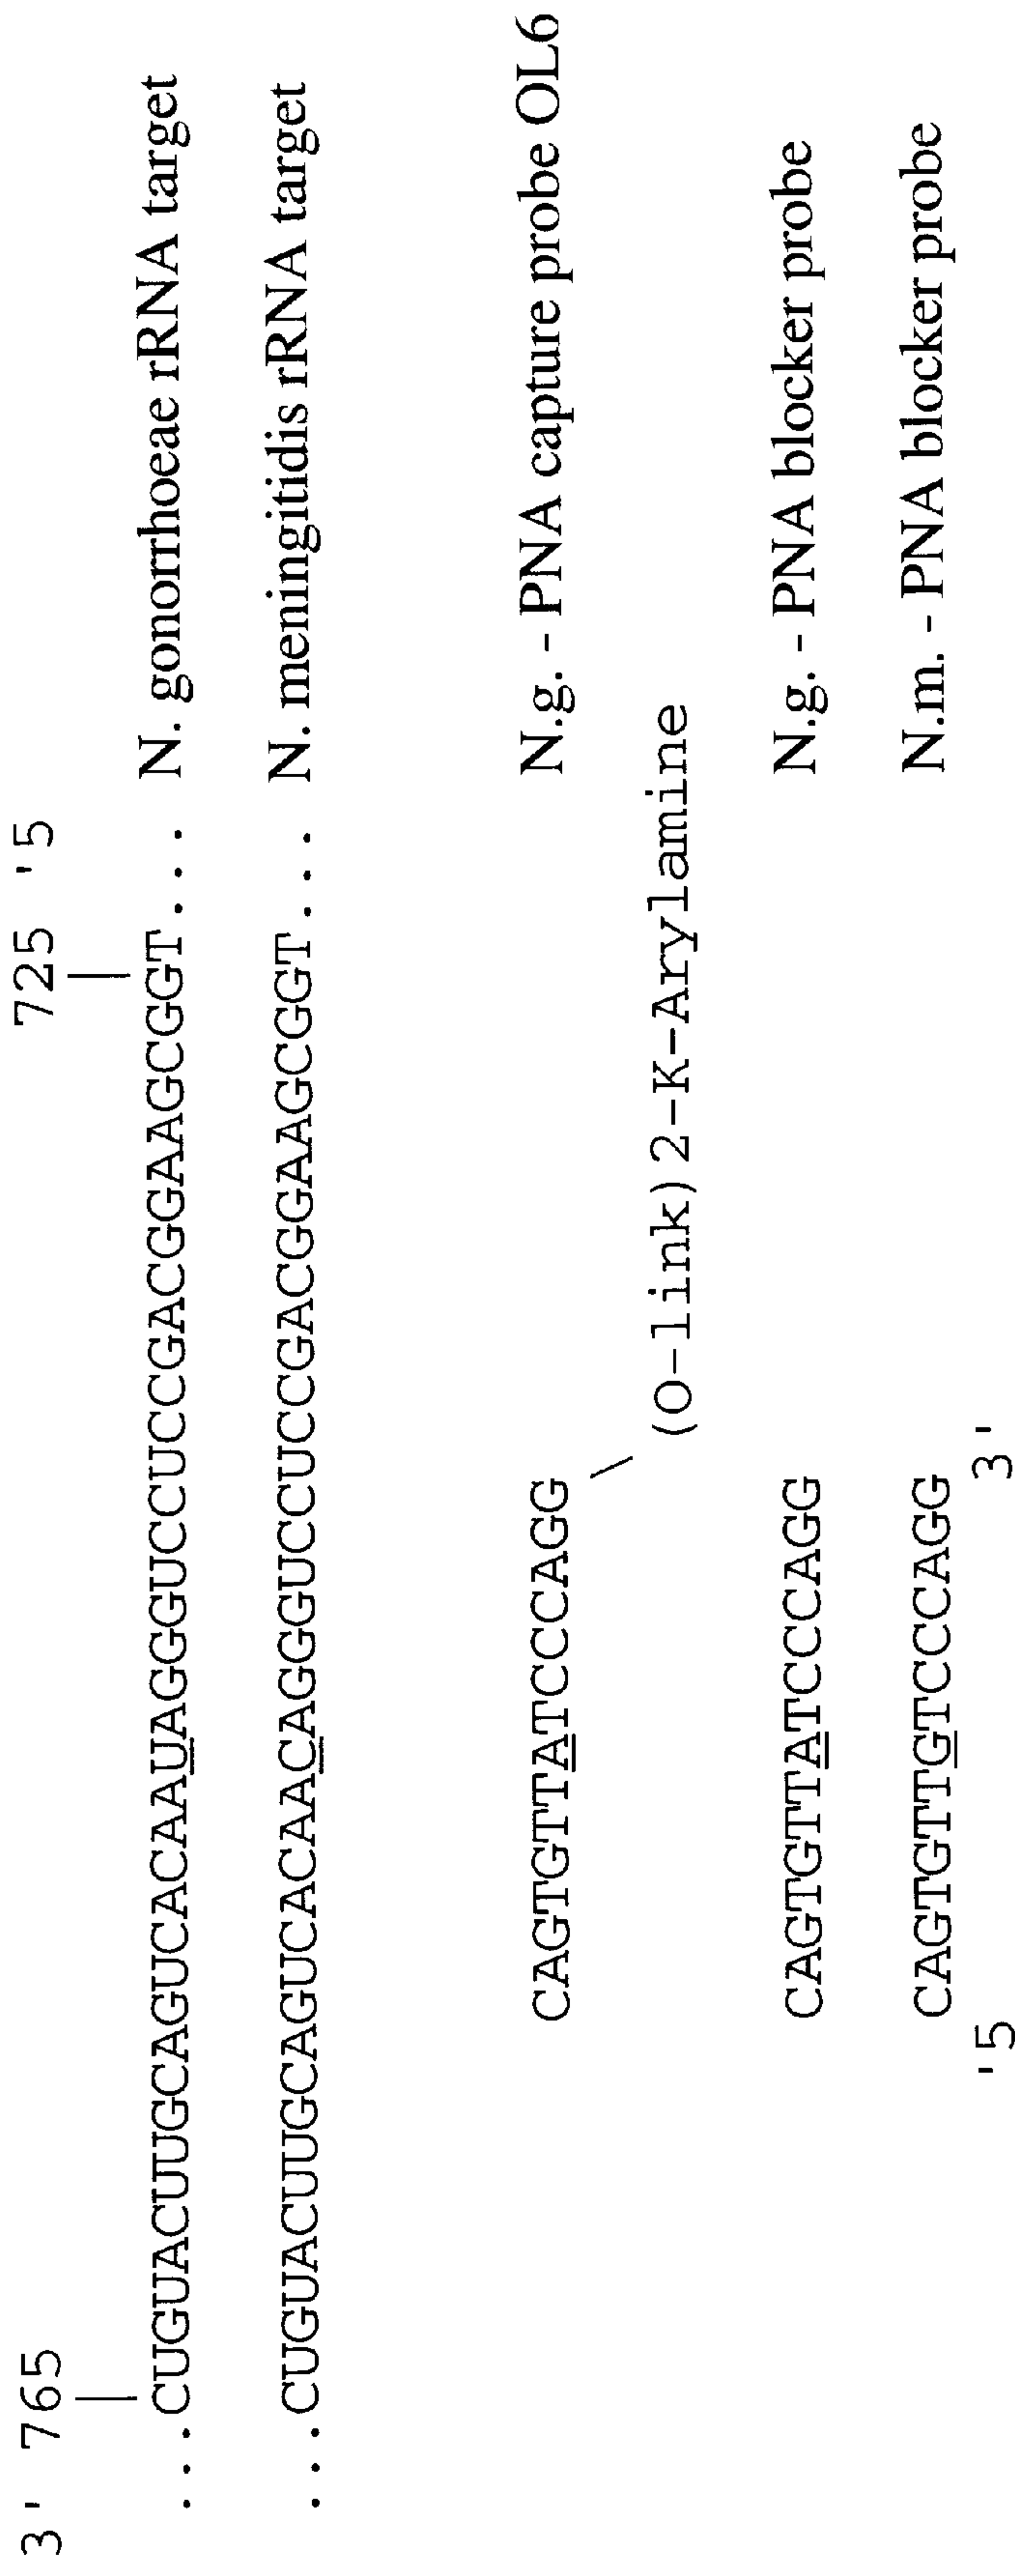 3' 765 725 '5
...CUGUACUUGCAGUCACAAUAGGGUCCUCCGACGGAAGCGGT... N. gonorrhoeae rRNA target
...CUGUACUUGCAGUCACAACAGGGUCCUCCGACGGAAGCGGT... N. meningitidis rRNA target
CAGTGTTATCCCAGG N.g. - PNA capture probe OL6
\ (O-link)2-K-Arylamine
CAGTGTTATCCCAGG N.g. - PNA blocker probe
CAGTGTTGTCCCAGG N.m. - PNA blocker probe
'5 3'